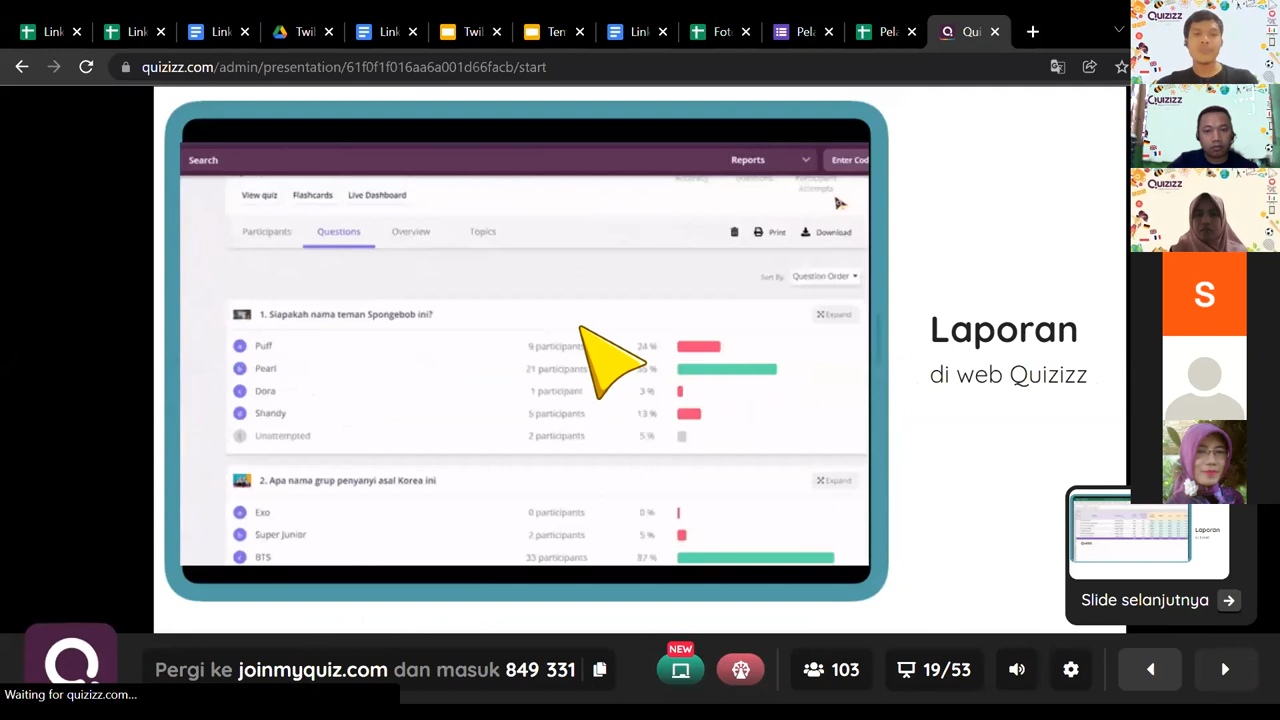 Link
Link
Link
Twil
Link
Twil
Ten
Link
Fot
Pela
Pela
Qui
quizizz.com/admin/presentation/61f0f1f016aa6a001d66facb/start
Quizizz
Quizizz
Quizizz
Search
Reports
Enter Cod
Accuracy
Questions
Participant
Attempts
View quiz
Flashcards
Live Dashboard
Participants
Questions
Overview
Topics
Print
Download
Sort By:
Question Order
1. Siapakah nama teman Spongebob ini?
Expand
Puff
9 participants
24 %
Pearl
21 participants
Dora
1 participant
3 %
Shandy
5 participants
13 %
Unattempted
2 participants
5 %
2. Apa nama grup penyanyi asal Korea ini
Expand
Exo
0 participants
0 %
Super Junior
2 participants
5 %
BTS
33 participants
87 %
Laporan
di web Quizizz
S
Laporan
Slide selanjutnya
NEW
Pergi ke joinmyquiz.com dan masuk 849 331
103
19/53
Waiting for quizizz.com...